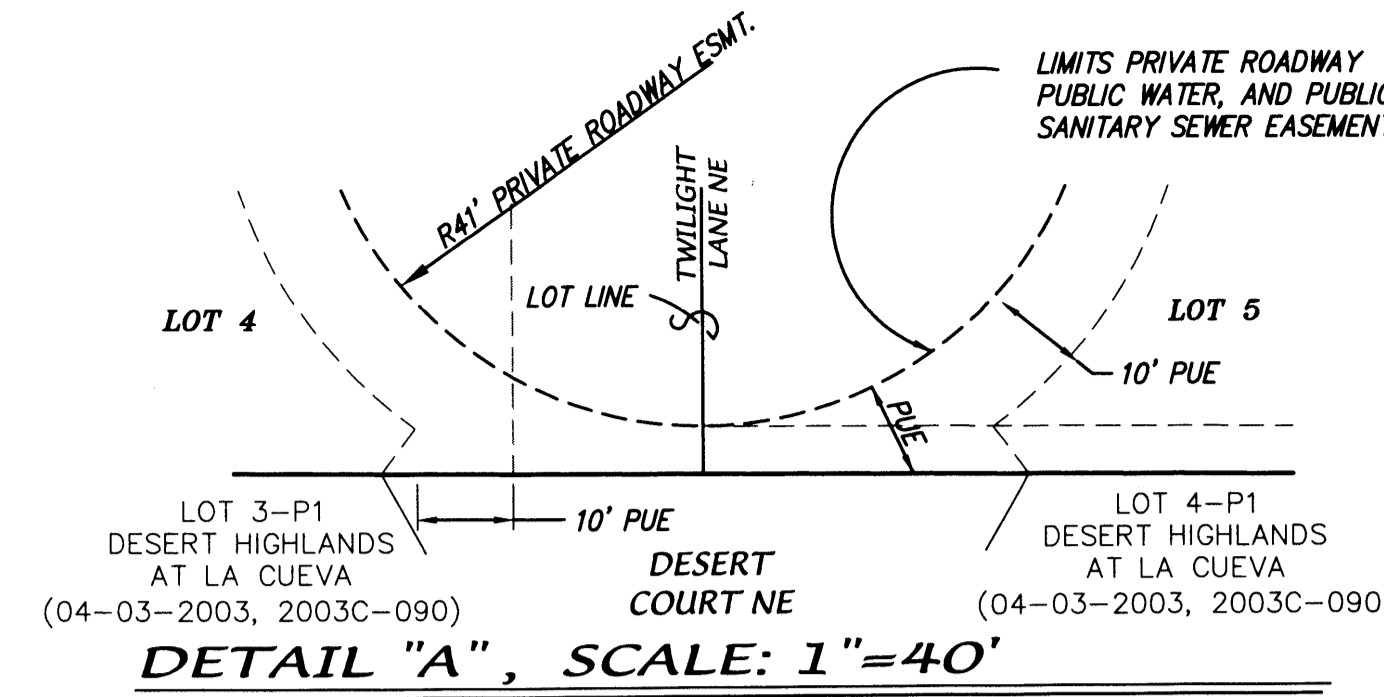 R41' PRIVATE ROADWAY ESMT.
LIMITS PRIVATE ROADWAY
PUBLIC WATER, AND PUBLIC
SANITARY SEWER EASEMENT
TWILIGHT
LANE NE
LOT LINE
LOT 4
LOT 5
10' PUE
PUE
LOT 3-P1
DESERT HIGHLANDS
AT LA CUEVA
(04-03-2003, 2003C-090)
10' PUE
DESERT
COURT NE
LOT 4-P1
DESERT HIGHLANDS
AT LA CUEVA
(04-03-2003, 2003C-090
DETAIL "A", SCALE: 1"=40'